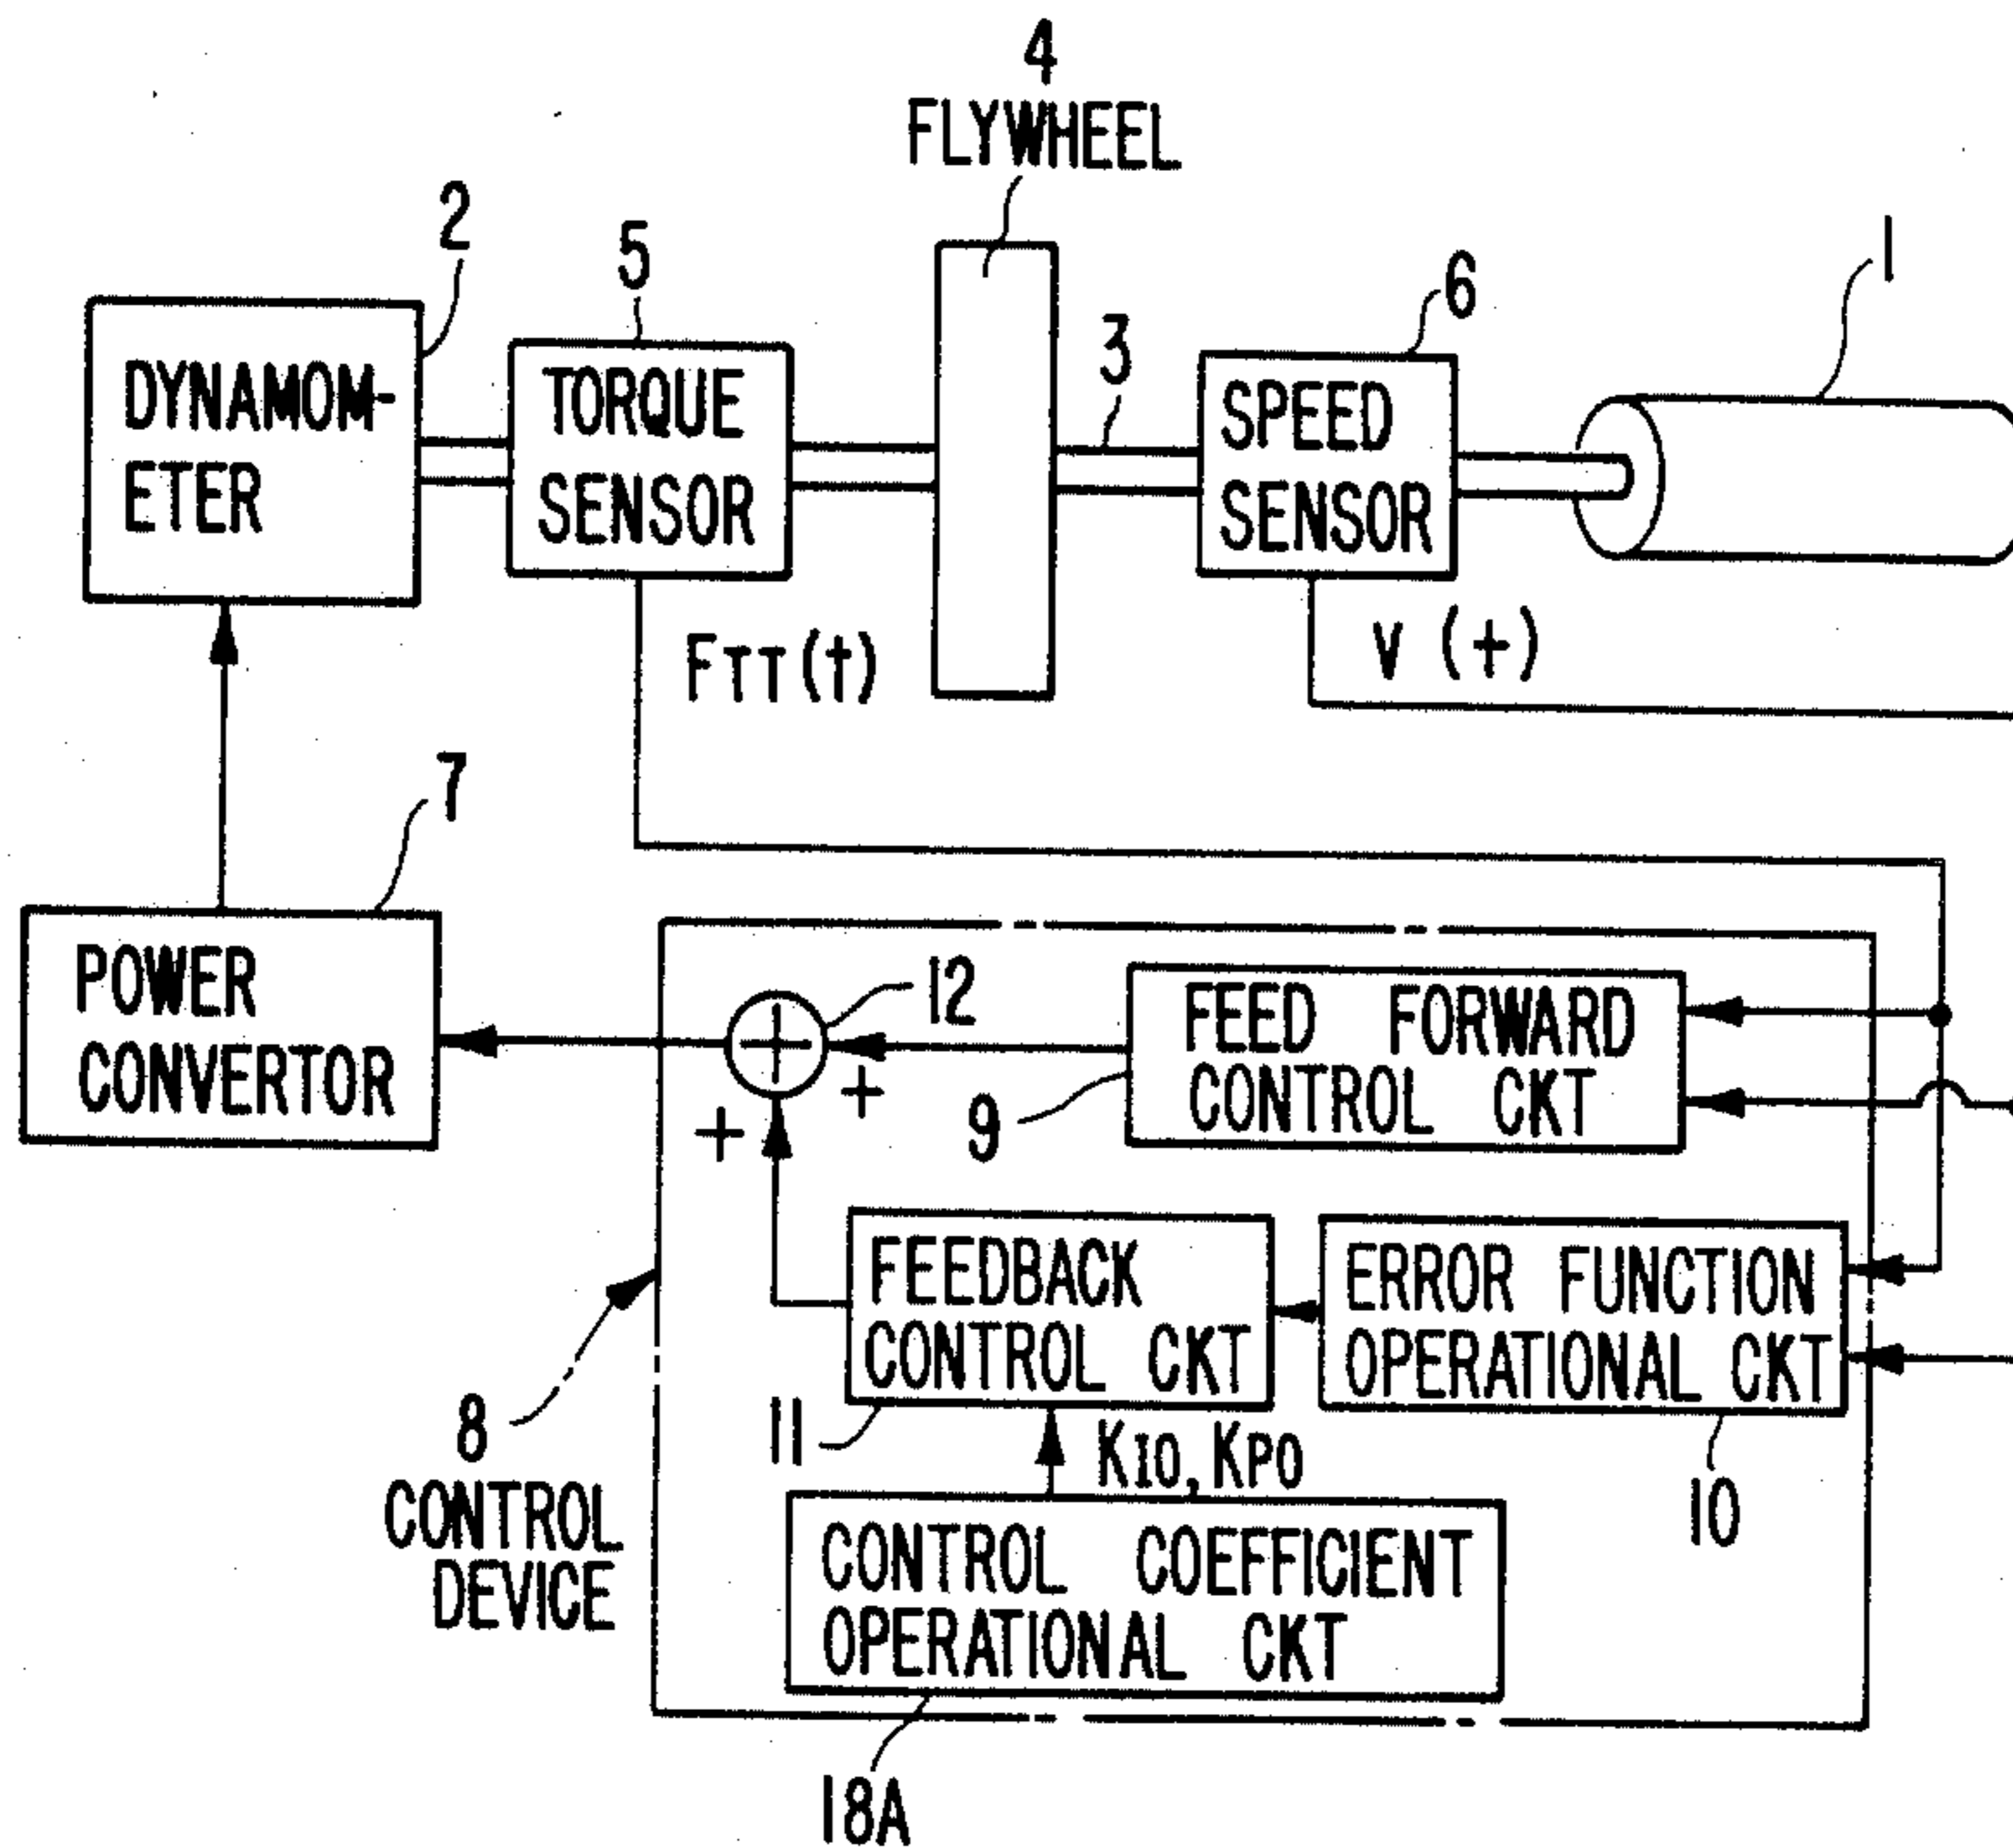 4
FLYWHEEL
2
5
6
1
DYNAMOM-
ETER
TORQUE
SENSOR
3
SPEED
SENSOR
FTT(t)
V (+)
7
POWER
CONVERTOR
12
+
+
+
FEED FORWARD
CONTROL CKT
9
FEEDBACK
CONTROL CKT
ERROR FUNCTION
OPERATIONAL CKT
8
CONTROL
DEVICE
11
KIO, KPO
10
CONTROL COEFFICIENT
OPERATIONAL CKT
18A